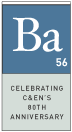 Ba
56
CELEBRATING
C&EN'S
80TH
ANNIVERSARY